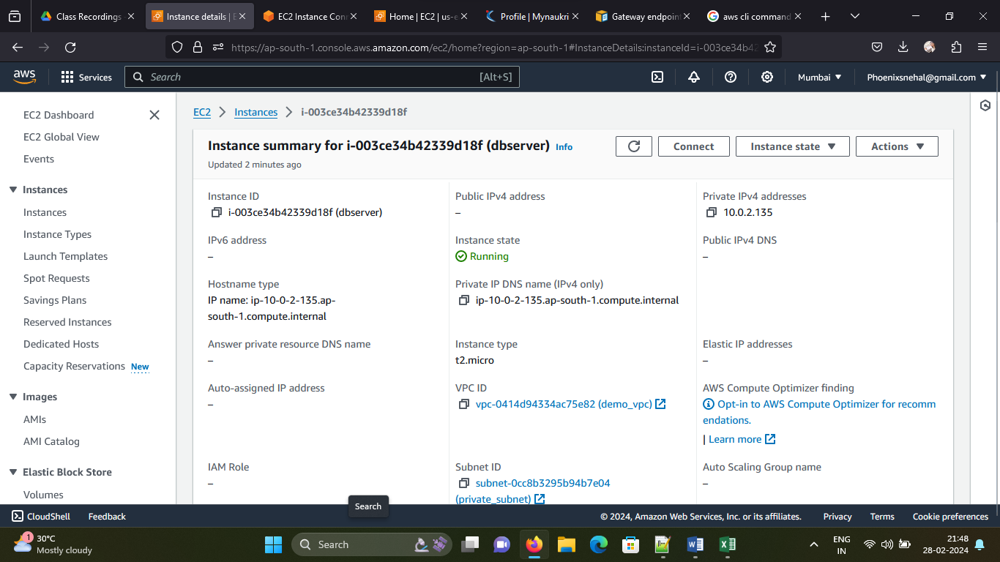 Class Recordings
Instance details | E
EC2 Instance Conn
Home | EC2 | us-e
Profile | Mynaukri
Gateway endpoint
aws cli command
https://ap-south-1.console.aws.amazon.com/ec2/home?region=ap-south-1#InstanceDetails:instanceId=i-003ce34b42
aws
Services
Search
[Alt+S]
Mumbai
Phoenixsnehal@gmail.com
EC2 Dashboard
EC2 Global View
Events
Instances
Instances
Instance Types
Launch Templates
Spot Requests
Savings Plans
Reserved Instances
Dedicated Hosts
Capacity Reservations New
Images
AMIs
AMI Catalog
Elastic Block Store
Volumes
EC2
Instances
i-003ce34b42339d18f
Instance summary for i-003ce34b42339d18f (dbserver) Info
Updated 2 minutes ago
Connect
Instance state
Actions
Instance ID
i-003ce34b42339d18f (dbserver)
Public IPv4 address
–
Private IPv4 addresses
10.0.2.135
IPv6 address
–
Instance state
Running
Public IPv4 DNS
–
Hostname type
IP name: ip-10-0-2-135.ap-
south-1.compute.internal
Private IP DNS name (IPv4 only)
ip-10-0-2-135.ap-south-1.compute.internal
Answer private resource DNS name
–
Instance type
t2.micro
Elastic IP addresses
–
Auto-assigned IP address
–
VPC ID
vpc-0414d94334ac75e82 (demo_vpc)
AWS Compute Optimizer finding
Opt-in to AWS Compute Optimizer for recomm
endations.
| Learn more
IAM Role
–
Subnet ID
subnet-0cc8b3295b94b7e04
(private_subnet)
Auto Scaling Group name
–
Search
CloudShell
Feedback
© 2024, Amazon Web Services, Inc. or its affiliates.
Privacy
Terms
Cookie preferences
1
30°C
Mostly cloudy
Search
ENG
IN
21:48
28-02-2024